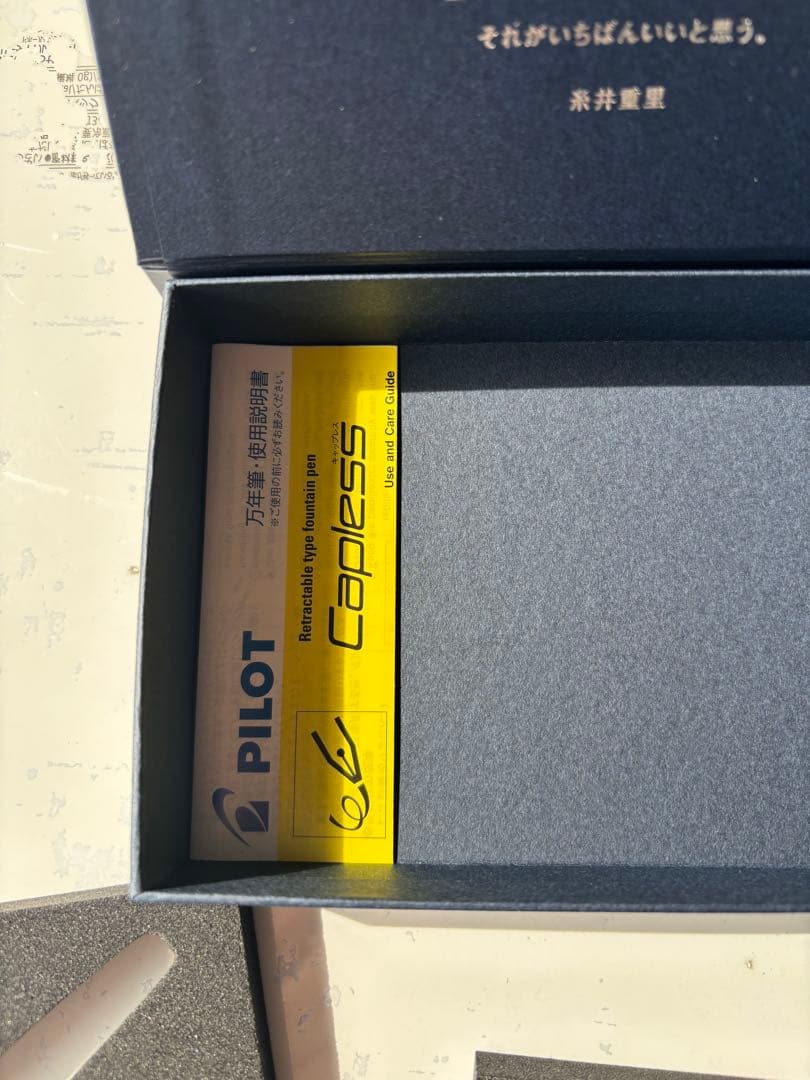 それがいちばんいいと思う。
糸井重里
PILOT
万年筆・使用説明書
※ご使用の前に必ずお読みください。
Retractable type fountain pen
キャップレス
Capless
Use and Care Guide